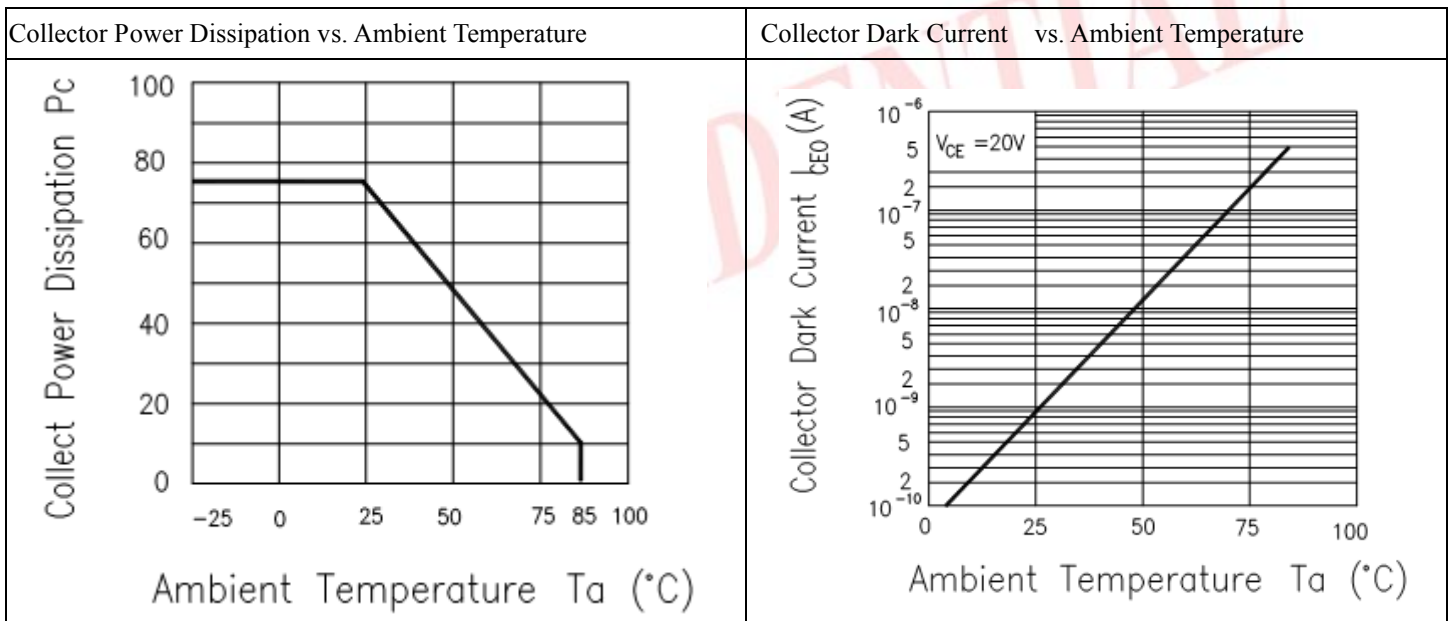 Collector Power Dissipation vs. Ambient Temperature
Collect Power Dissipation Pc
100
80
60
40
20
0
-25 0 25 50 75 85 100
Ambient Temperature Ta (°C)
Collector Dark Current vs. Ambient Temperature
DENTIAL
Collector Dark Current ICEO(A)
VCE =20V
10-6
5
2
10-7
5
2
10-8
5
2
10-9
5
2
10-10
0 25 50 75 100
Ambient Temperature Ta (°C)